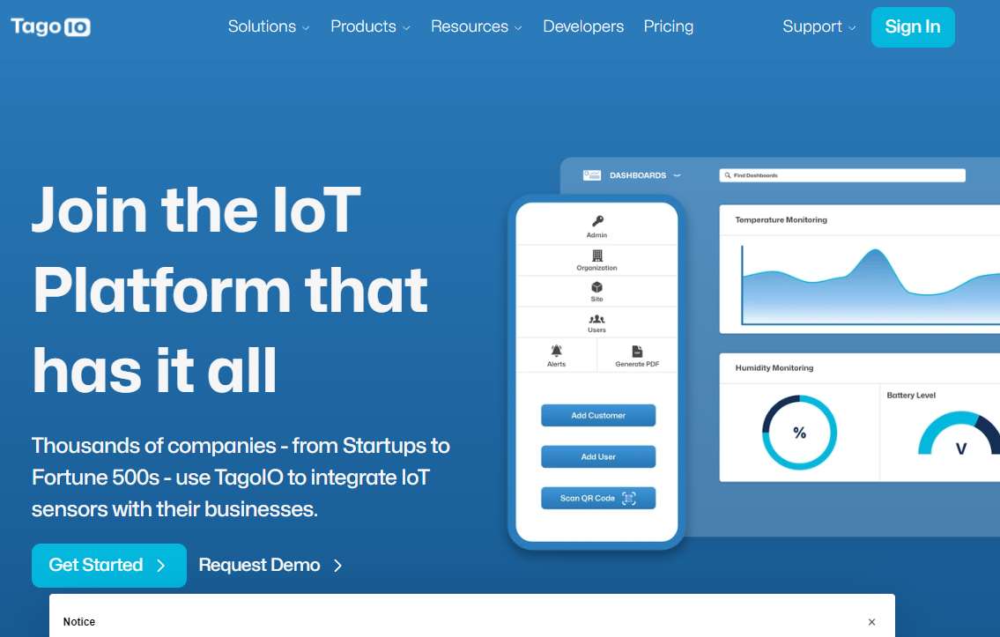 Tago IO
Solutions
Products
Resources
Developers
Pricing
Support
Sign In
Join the IoT
Platform that
has it all
Thousands of companies - from Startups to
Fortune 500s - use TagoIO to integrate IoT
sensors with their businesses.
Get Started
Request Demo
DASHBOARDS
Find Dashboards
Admin
Organization
Site
Users
Alerts
Generate PDF
Add Customer
Add User
Scan QR Code
Temperature Monitoring
Humidity Monitoring
%
Battery Level
V
Notice